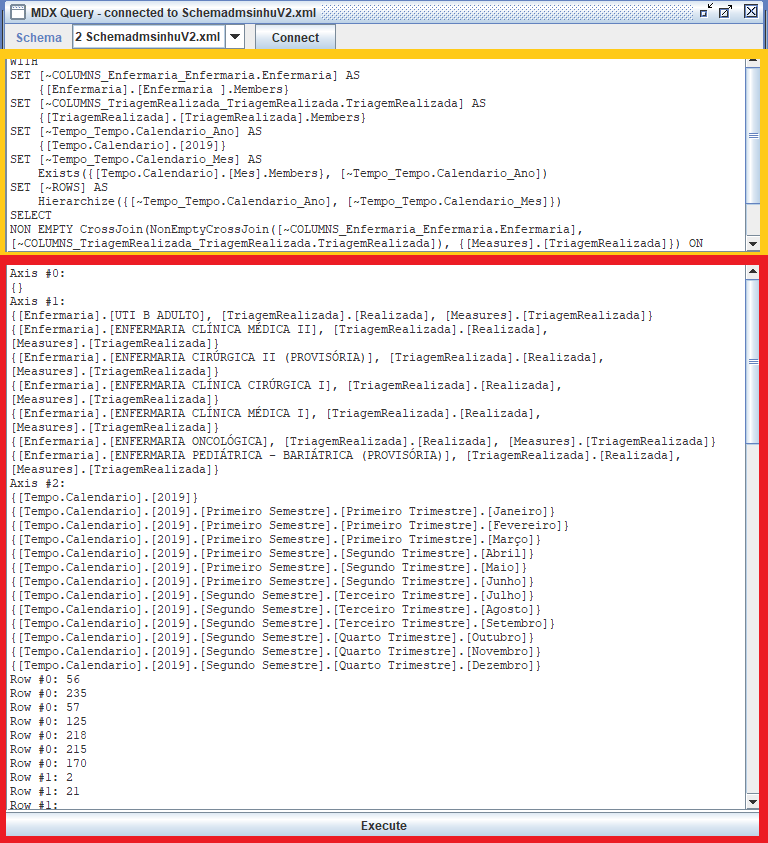 MDX Query - connected to SchemadmsinhuV2.xml
Schema 2 SchemadmsinhuV2.xml Connect
WITH
SET [~COLUMNS_Enfermaria_Enfermaria.Enfermaria] AS
{[Enfermaria].[Enfermaria ].Members}
SET [~COLUMNS_TriagemRealizada_TriagemRealizada.TriagemRealizada] AS
{[TriagemRealizada].[TriagemRealizada].Members}
SET [~Tempo_Tempo.Calendario_Ano] AS
{[Tempo.Calendario].[2019]}
SET [~Tempo_Tempo.Calendario_Mes] AS
Exists({[Tempo.Calendario].[Mes].Members}, [~Tempo_Tempo.Calendario_Ano])
SET [~ROWS] AS
Hierarchize({[~Tempo_Tempo.Calendario_Ano], [~Tempo_Tempo.Calendario_Mes]})
SELECT
NON EMPTY CrossJoin(NonEmptyCrossJoin([~COLUMNS_Enfermaria_Enfermaria.Enfermaria],
[~COLUMNS_TriagemRealizada_TriagemRealizada.TriagemRealizada]), {[Measures].[TriagemRealizada]}) ON
Axis #0:
{}
Axis #1:
{[Enfermaria].[UTI B ADULTO], [TriagemRealizada].[Realizada], [Measures].[TriagemRealizada]}
{[Enfermaria].[ENFERMARIA CLÍNICA MÉDICA II], [TriagemRealizada].[Realizada],
[Measures].[TriagemRealizada]}
{[Enfermaria].[ENFERMARIA CIRÚRGICA II (PROVISÓRIA)], [TriagemRealizada].[Realizada],
[Measures].[TriagemRealizada]}
{[Enfermaria].[ENFERMARIA CLÍNICA CIRÚRGICA I], [TriagemRealizada].[Realizada],
[Measures].[TriagemRealizada]}
{[Enfermaria].[ENFERMARIA CLÍNICA MÉDICA I], [TriagemRealizada].[Realizada],
[Measures].[TriagemRealizada]}
{[Enfermaria].[ENFERMARIA ONCOLÓGICA], [TriagemRealizada].[Realizada], [Measures].[TriagemRealizada]}
{[Enfermaria].[ENFERMARIA PEDIÁTRICA - BARIÁTRICA (PROVISÓRIA)], [TriagemRealizada].[Realizada],
[Measures].[TriagemRealizada]}
Axis #2:
{[Tempo.Calendario].[2019]}
{[Tempo.Calendario].[2019].[Primeiro Semestre].[Primeiro Trimestre].[Janeiro]}
{[Tempo.Calendario].[2019].[Primeiro Semestre].[Primeiro Trimestre].[Fevereiro]}
{[Tempo.Calendario].[2019].[Primeiro Semestre].[Primeiro Trimestre].[Março]}
{[Tempo.Calendario].[2019].[Primeiro Semestre].[Segundo Trimestre].[Abril]}
{[Tempo.Calendario].[2019].[Primeiro Semestre].[Segundo Trimestre].[Maio]}
{[Tempo.Calendario].[2019].[Primeiro Semestre].[Segundo Trimestre].[Junho]}
{[Tempo.Calendario].[2019].[Segundo Semestre].[Terceiro Trimestre].[Julho]}
{[Tempo.Calendario].[2019].[Segundo Semestre].[Terceiro Trimestre].[Agosto]}
{[Tempo.Calendario].[2019].[Segundo Semestre].[Terceiro Trimestre].[Setembro]}
{[Tempo.Calendario].[2019].[Segundo Semestre].[Quarto Trimestre].[Outubro]}
{[Tempo.Calendario].[2019].[Segundo Semestre].[Quarto Trimestre].[Novembro]}
{[Tempo.Calendario].[2019].[Segundo Semestre].[Quarto Trimestre].[Dezembro]}
Row #0: 56
Row #0: 235
Row #0: 57
Row #0: 125
Row #0: 218
Row #0: 215
Row #0: 170
Row #1: 2
Row #1: 21
Row #1:
Execute